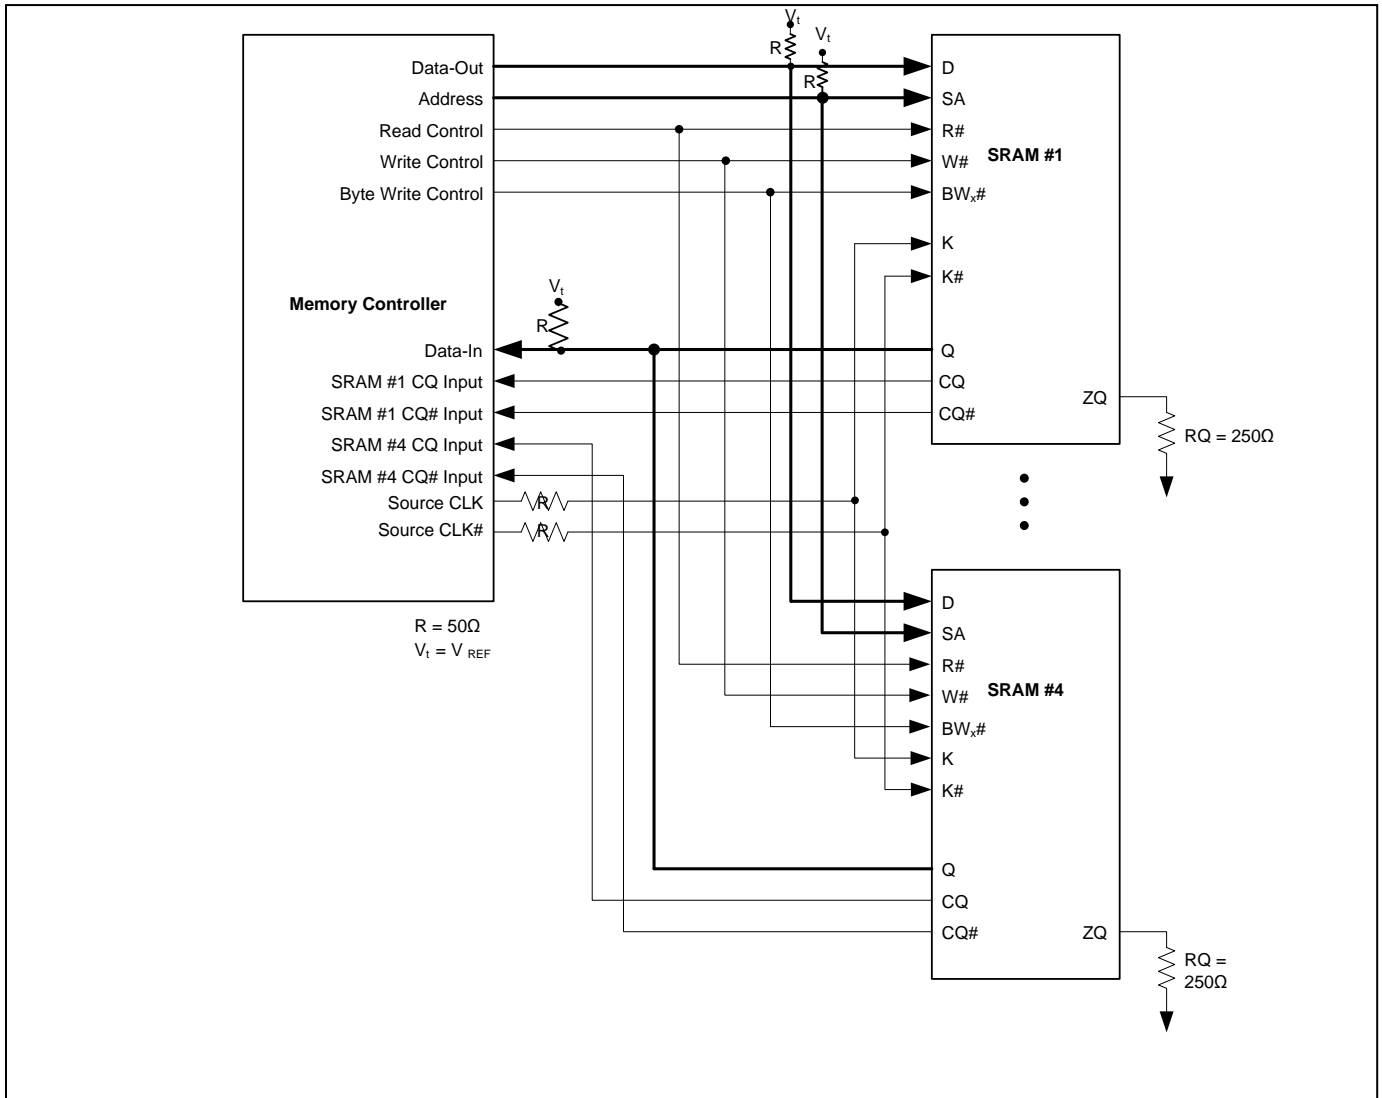 Vt
Vt
R
R
Data-Out
Address
Read Control
Write Control
Byte Write Control
Memory Controller
Vt
R
Data-In
SRAM #1 CQ Input
SRAM #1 CQ# Input
SRAM #4 CQ Input
SRAM #4 CQ# Input
Source CLK
R
Source CLK#
R
R = 50Ω
Vt = V REF
D
SA
R#
W#
BWx#
K
K#
SRAM #1
Q
CQ
CQ#
ZQ
RQ = 250Ω
D
SA
R#
W#
BWx#
K
K#
SRAM #4
Q
CQ
CQ#
ZQ
RQ =
250Ω